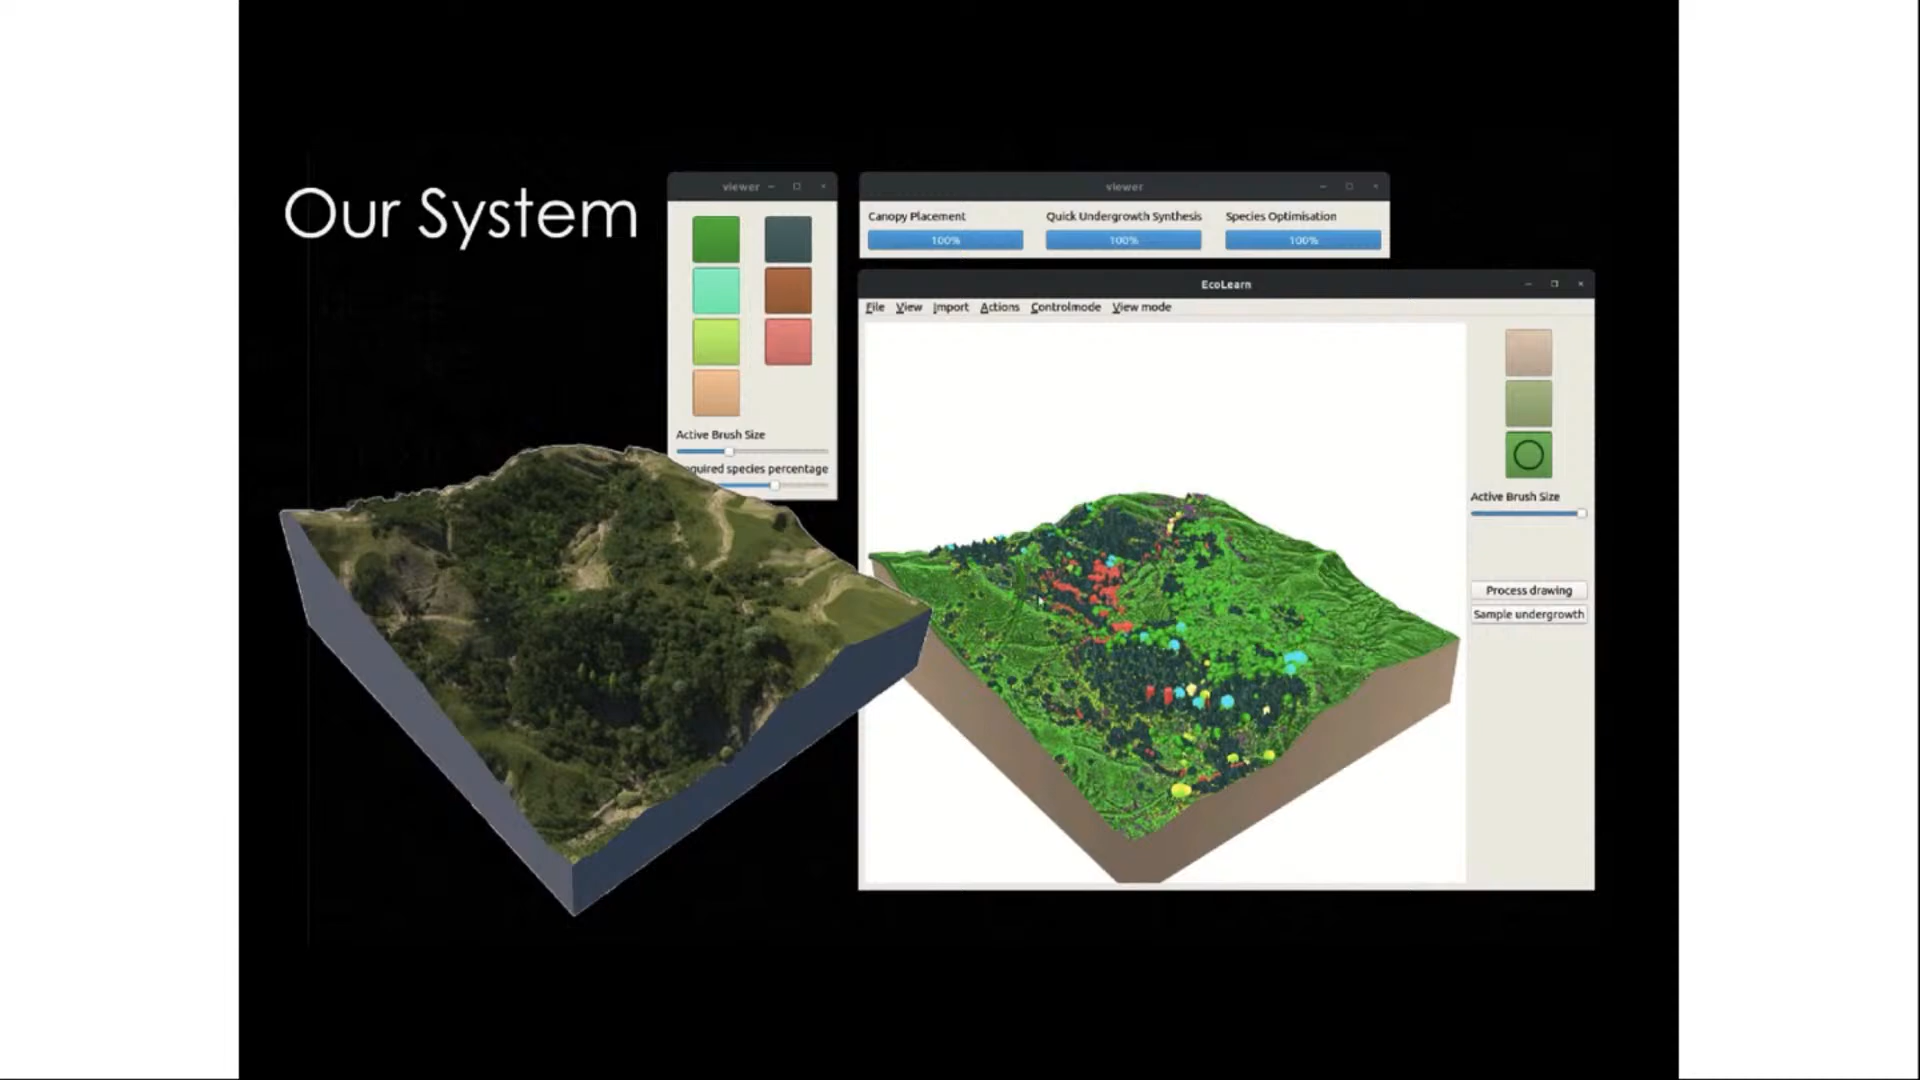 Our System
viewer
Active Brush Size
quired species percentage
viewer
Canopy Placement
Quick Undergrowth Synthesis
Species Optimisation
100%
100%
100%
EcoLearn
File View Import Actions Controlmode View mode
Active Brush Size
Process drawing
Sample undergrowth